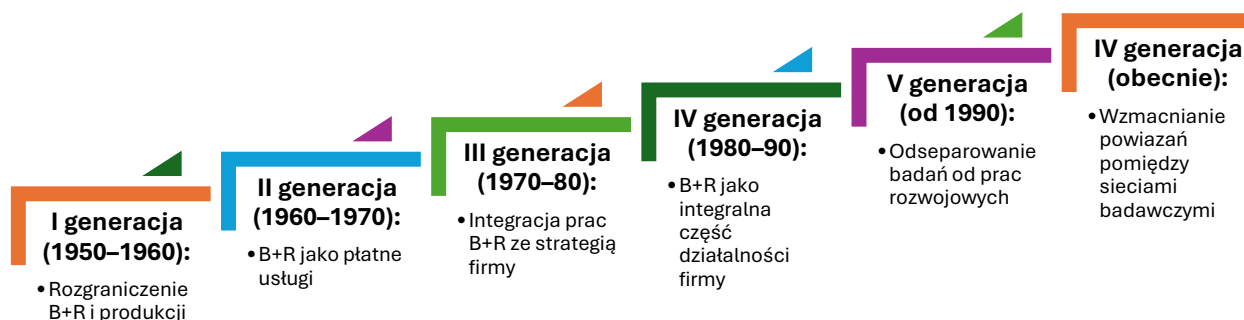 I generacja
(1950–1960):
•Rozgraniczenie
B+R i produkcji
II generacja
(1960–1970):
•B+R jako płatne
usługi
III generacja
(1970–80):
•Integracja prac
B+R ze strategią
firmy
IV generacja
(1980–90):
•B+R jako
integralna
część
działalności
firmy
V generacja
(od 1990):
•Odseparowanie
badań od prac
rozwojowych
IV generacja
(obecnie):
•Wzmacnianie
powiazań
pomiędzy
sieciami
badawczymi